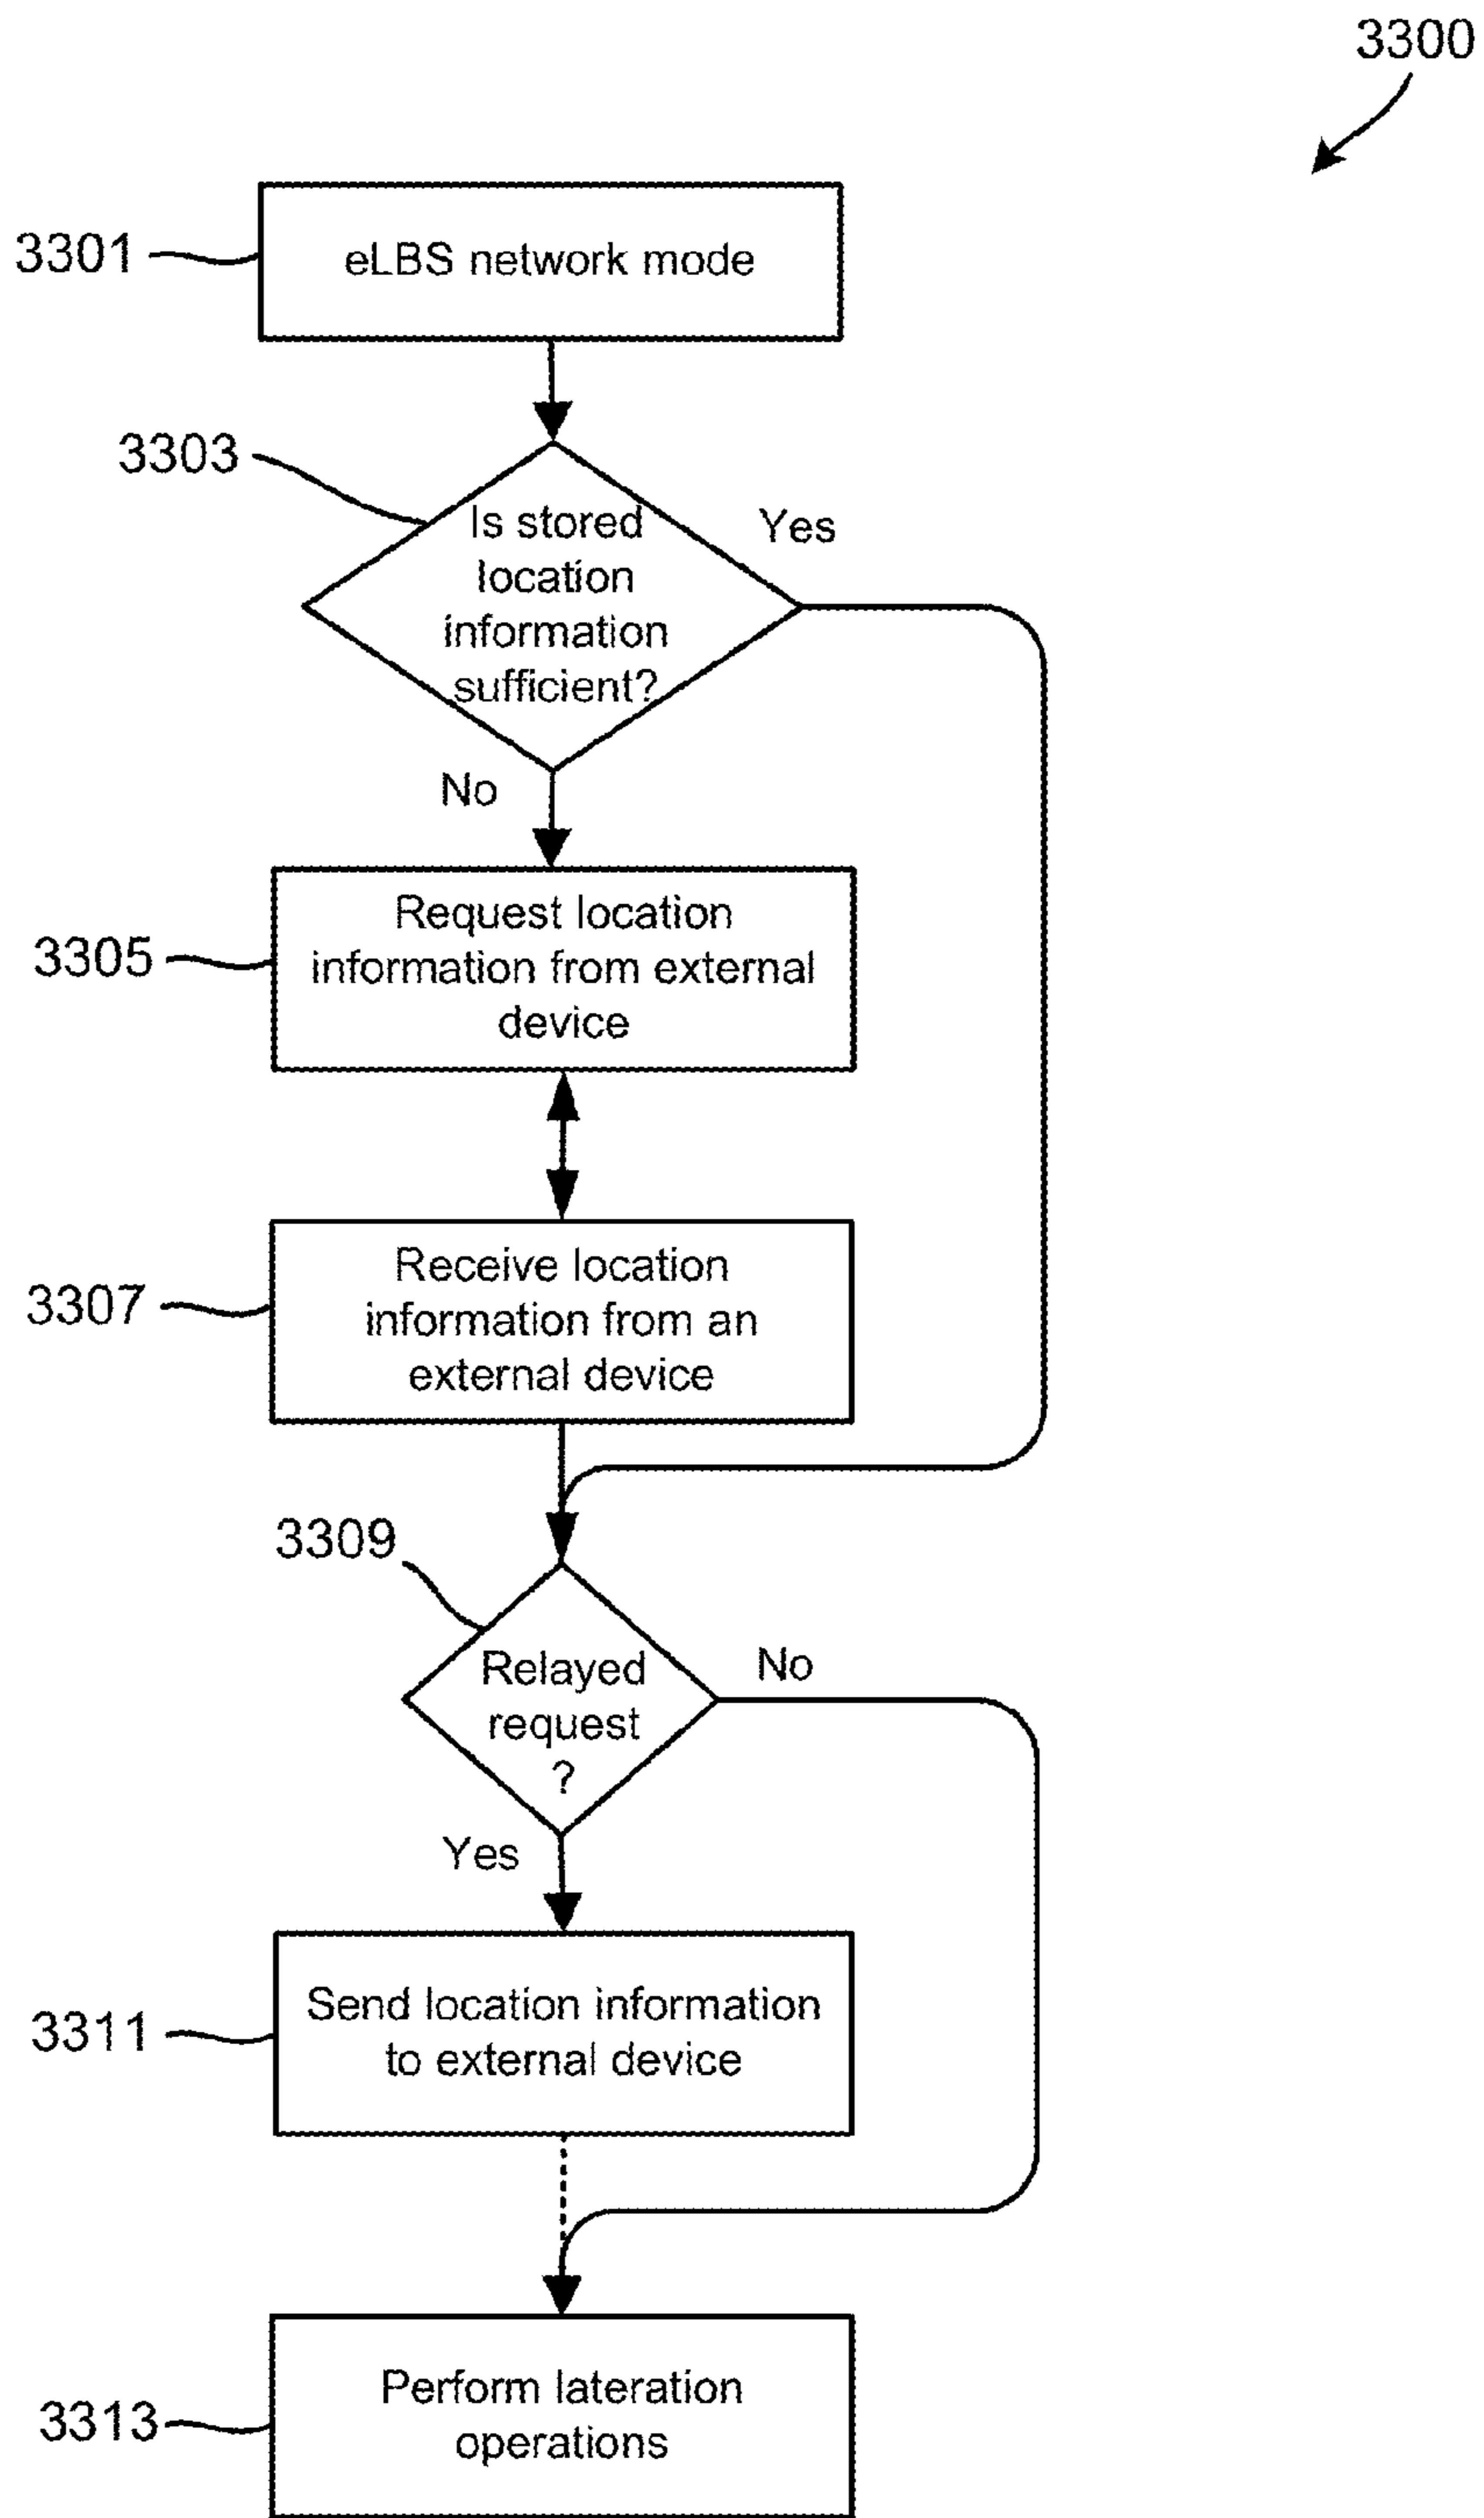 3300
3301
eLBS network mode
3303
Is stored
location
information
sufficient?
Yes
No
3305
Request location
information from external
device
3307
Receive location
information from an
external device
3309
Relayed
request
?
No
Yes
3311
Send location information
to external device
3313
Perform lateration
operations